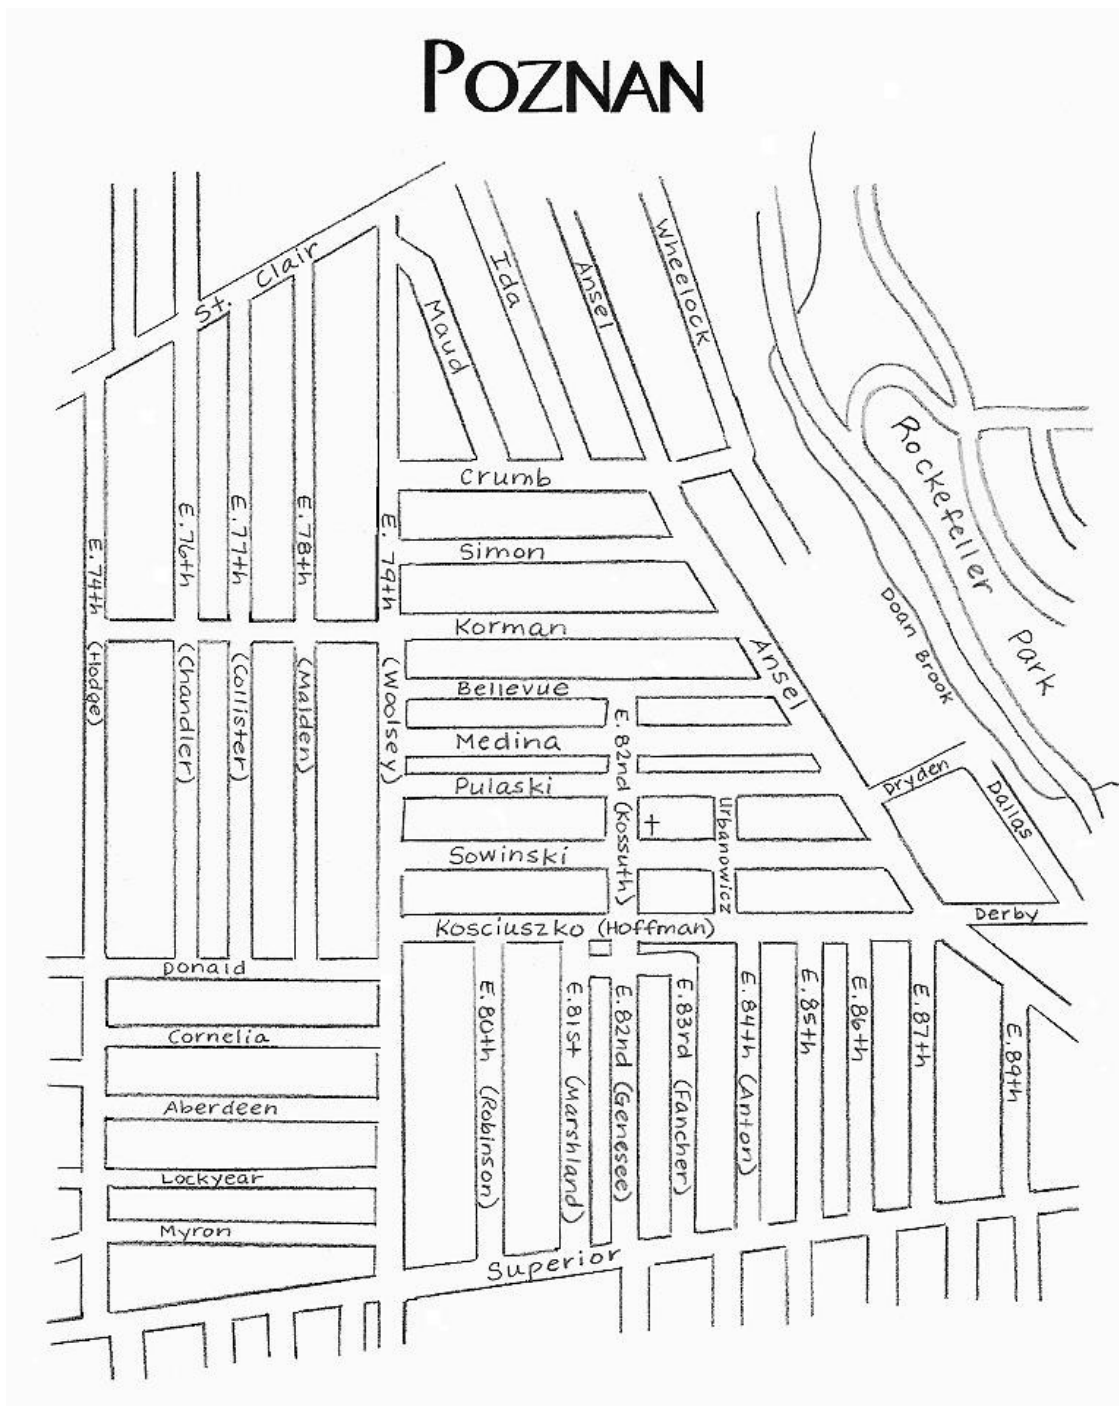 POZNAN
St. Clair
Maud
Ida
Ansel
Wheelock
Rockefeller
Park
Doan Brook
Crumb
Simon
Korman
Bellevue
Medina
Pulaski
Sowinski
Kosciuszko (Hoffman)
Ansel
Dryden
Dallas
Derby
E. 74th (Hodge)
E. 76th (Chandler)
E. 77th (Collister)
E. 78th (Malden)
E. 79th (Woolsey)
E. 82nd (Kossuth)
Urbanowicz
Donald
Cornelia
Aberdeen
Lockyear
Myron
E. 80th (Robinson)
E. 81st (Marshland)
E. 82nd (Genesee)
E. 83rd (Fancher)
E. 84th (Anton)
E. 85th
E. 86th
E. 87th
E. 89th
Superior